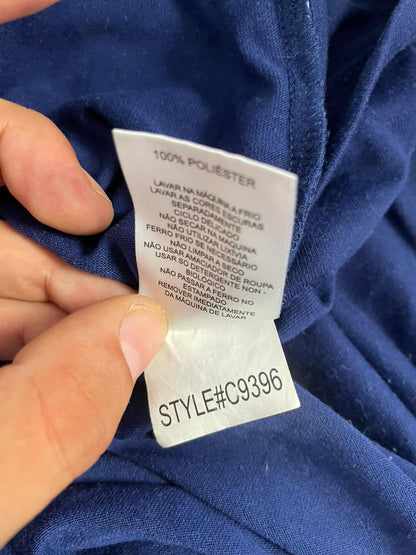 100% POLIÉSTER
LAVAR NA MÁQUINA A FRIO
LAVAR AS CORES ESCURAS
SEPARADAMENTE
CICLO DELICADO
NÃO SECAR NA MAQUINA
NÃO UTILIZAR LIXÍVIA
FERRO FRIO SE NECESSÁRIO
NÃO LIMPAR A SECO
NÃO USAR AMACIADOR DE ROUPA
USAR SÓ DETERGENTE NON -
BIOLÓGICO
NÃO PASSAR A FERRO NO
ESTAMPADO
REMOVER IMEDIATAMENTE
DA MÁQUINA DE LAVAR
STYLE#C9396